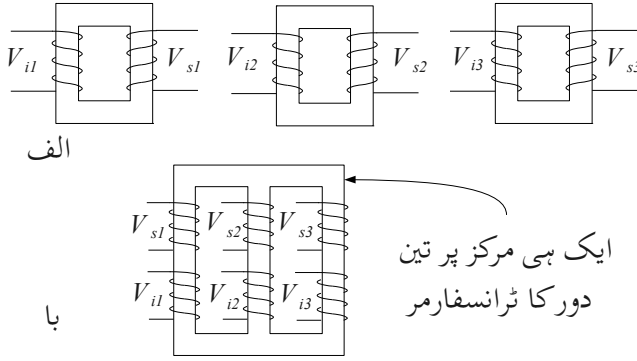 V_{i1} V_{s1} V_{i2} V_{s2} V_{i3} V_{s3}
الف
V_{s1} V_{s2} V_{s3}
ایک ہی مرکز پر تین
V_{i1} V_{i2} V_{i3}
دور کا ٹرانسفارمر
با